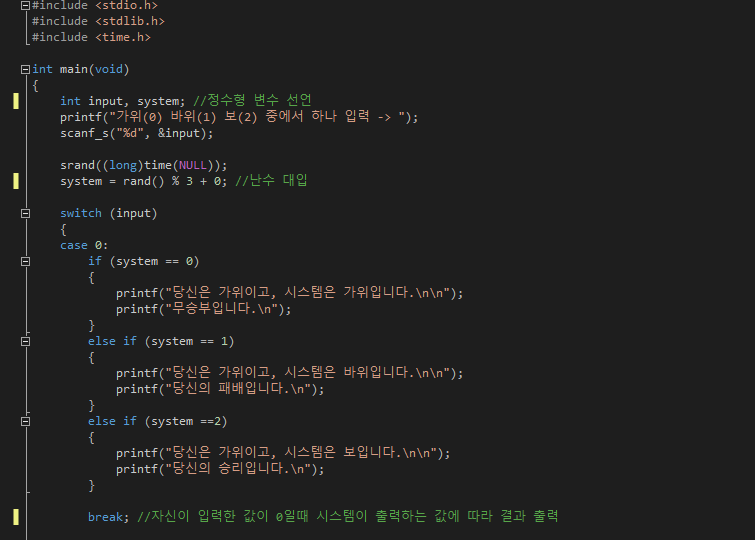 #include <stdio.h>
#include <stdlib.h>
#include <time.h>
int main(void)
{
int input, system; //정수형 변수 선언
printf("가위(0) 바위(1) 보(2) 중에서 하나 입력 -> ");
scanf_s("%d", &input);
srand((long)time(NULL));
system = rand() % 3 + 0; //난수 대입
switch (input)
{
case 0:
if (system == 0)
{
printf("당신은 가위이고, 시스템은 가위입니다.\n\n");
printf("무승부입니다.\n");
}
else if (system == 1)
{
printf("당신은 가위이고, 시스템은 바위입니다.\n\n");
printf("당신의 패배입니다.\n");
}
else if (system ==2)
{
printf("당신은 가위이고, 시스템은 보입니다.\n\n");
printf("당신의 승리입니다.\n");
}
break; //자신이 입력한 값이 0일때 시스템이 출력하는 값에 따라 결과 출력